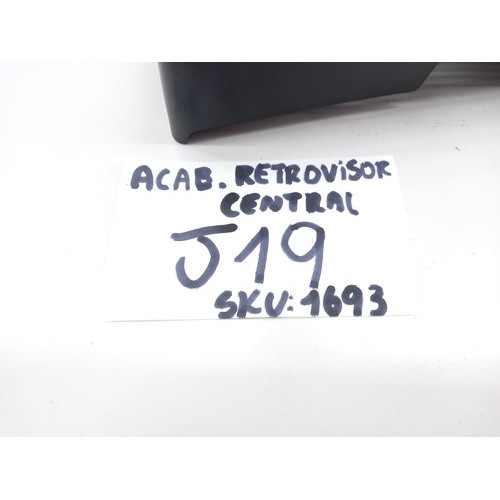 ACAB. RETROVISOR
CENTRAL
J19
SKU: 1693